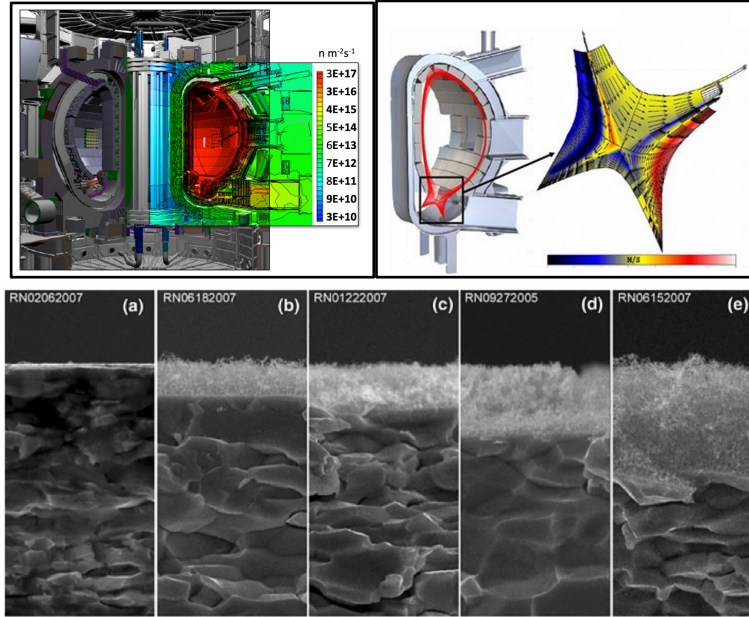 n m⁻²s⁻¹
3E+17
3E+16
4E+15
5E+14
6E+13
7E+12
8E+11
9E+10
3E+10
M/S
RN02062007 (a)
RN06182007 (b)
RN01222007 (c)
RN09272005 (d)
RN06152007 (e)